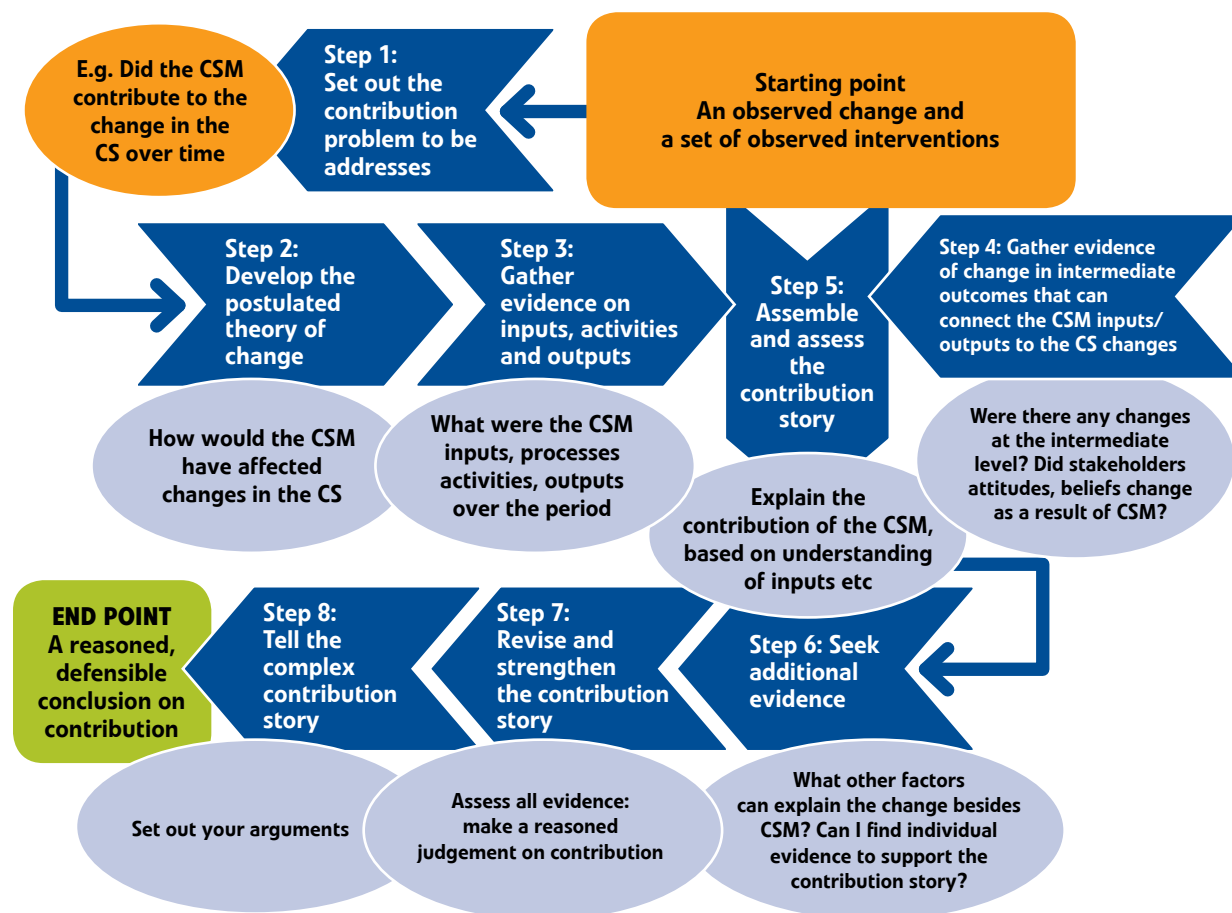 Starting point
An observed change and
a set of observed interventions
Step 1:
Set out the
contribution
problem to be
addresses
E.g. Did the CSM
contribute to the
change in the
CS over time
Step 2:
Develop the
postulated
theory of
change
How would the CSM
have affected
changes in the CS
Step 3:
Gather
evidence on
inputs, activities
and outputs
What were the CSM
inputs, processes
activities, outputs
over the period
Step 4: Gather evidence
of change in intermediate
outcomes that can
connect the CSM inputs/
outputs to the CS changes
Were there any changes
at the intermediate
level? Did stakeholders
attitudes, beliefs change
as a result of CSM?
Step 5:
Assemble
and assess
the
contribution
story
Explain the
contribution of the CSM,
based on understanding
of inputs etc
Step 6: Seek
additional
evidence
What other factors
can explain the change besides
CSM? Can I find individual
evidence to support the
contribution story?
Step 7:
Revise and
strengthen
the contribution
story
Assess all evidence:
make a reasoned
judgement on contribution
Step 8:
Tell the
complex
contribution
story
Set out your arguments
END POINT
A reasoned,
defensible
conclusion on
contribution